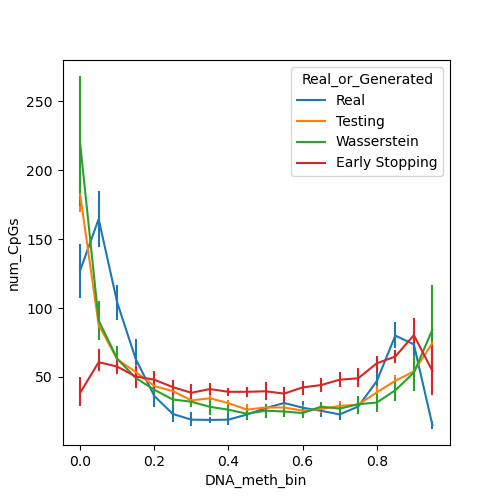 Real_or_Generated
Real
Testing
Wasserstein
Early Stopping
250
200
150
100
50
num_CpGs
0.0 0.2 0.4 0.6 0.8
DNA_meth_bin